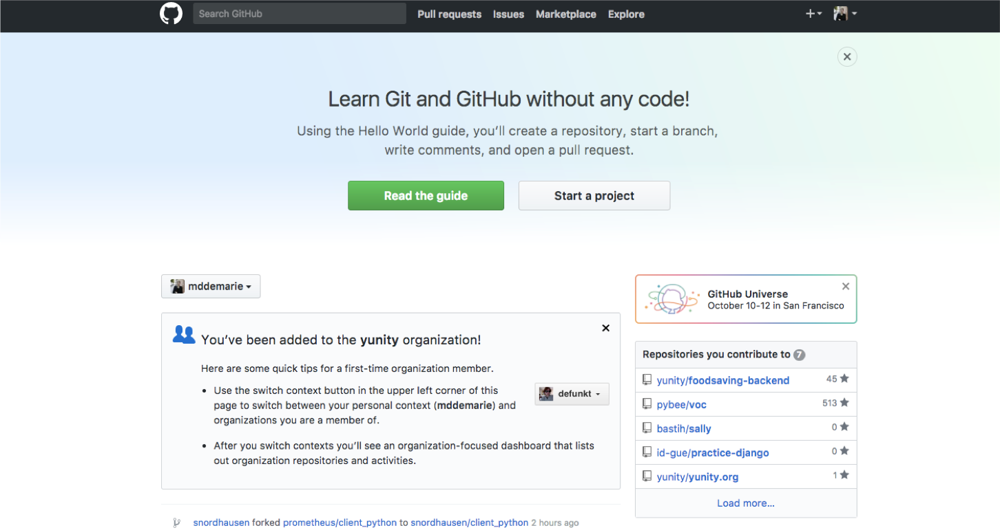 Search GitHub
Pull requests
Issues
Marketplace
Explore
Learn Git and GitHub without any code!
Using the Hello World guide, you’ll create a repository, start a branch,
write comments, and open a pull request.
Read the guide
Start a project
mddemarie
You’ve been added to the yunity organization!
Here are some quick tips for a first-time organization member.
• Use the switch context button in the upper left corner of this
page to switch between your personal context (mddemarie) and
organizations you are a member of.
defunkt
• After you switch contexts you’ll see an organization-focused dashboard that lists
out organization repositories and activities.
snordhausen forked prometheus/client_python to snordhausen/client_python 2 hours ago
GitHub Universe
October 10-12 in San Francisco
Repositories you contribute to 7
yunity/foodsaving-backend 45
pybee/voc 513
bastih/sally 0
id-gue/practice-django 0
yunity/yunity.org 1
Load more...